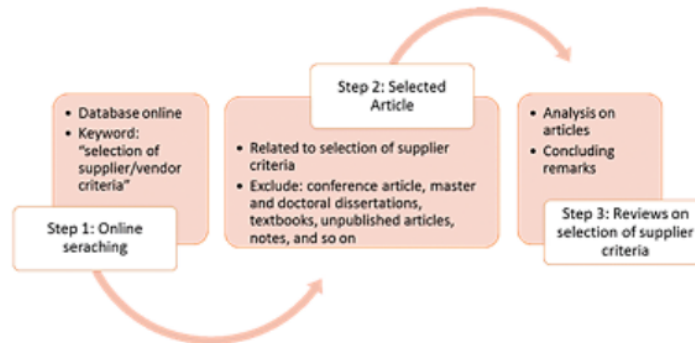 • Database online
• Keyword:
"selection of
supplier/vendor
criteria"
Step 1: Online
seraching
Step 2: Selected
Article
• Related to selection of supplier
criteria
• Exclude: conference article, master
and doctoral dissertations,
textbooks, unpublished articles,
notes, and so on
• Analysis on
articles
• Concluding
remarks
Step 3: Reviews on
selection of supplier
criteria